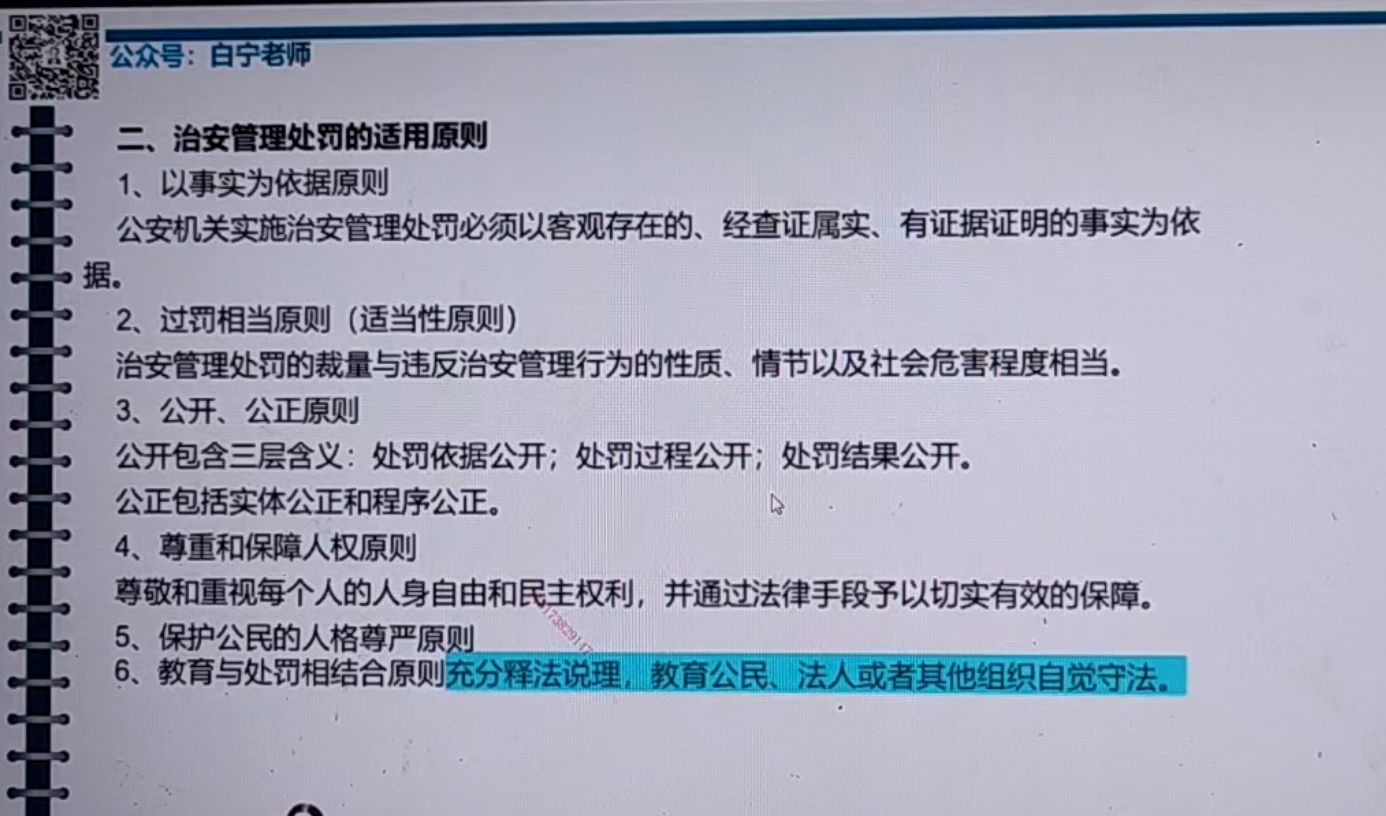 公众号：白宁老师
二、治安管理处罚的适用原则
1、以事实为依据原则
公安机关实施治安管理处罚必须以客观存在的、经查证属实、有证据证明的事实为依
据。
2、过罚相当原则（适当性原则）
治安管理处罚的裁量与违反治安管理行为的性质、情节以及社会危害程度相当。
3、公开、公正原则
公开包含三层含义：处罚依据公开；处罚过程公开；处罚结果公开。
公正包括实体公正和程序公正。
4、尊重和保障人权原则
尊敬和重视每个人的人身自由和民主权利，并通过法律手段予以切实有效的保障。
5、保护公民的人格尊严原则
6、教育与处罚相结合原则充分释法说理，教育公民、法人或者其他组织自觉守法。